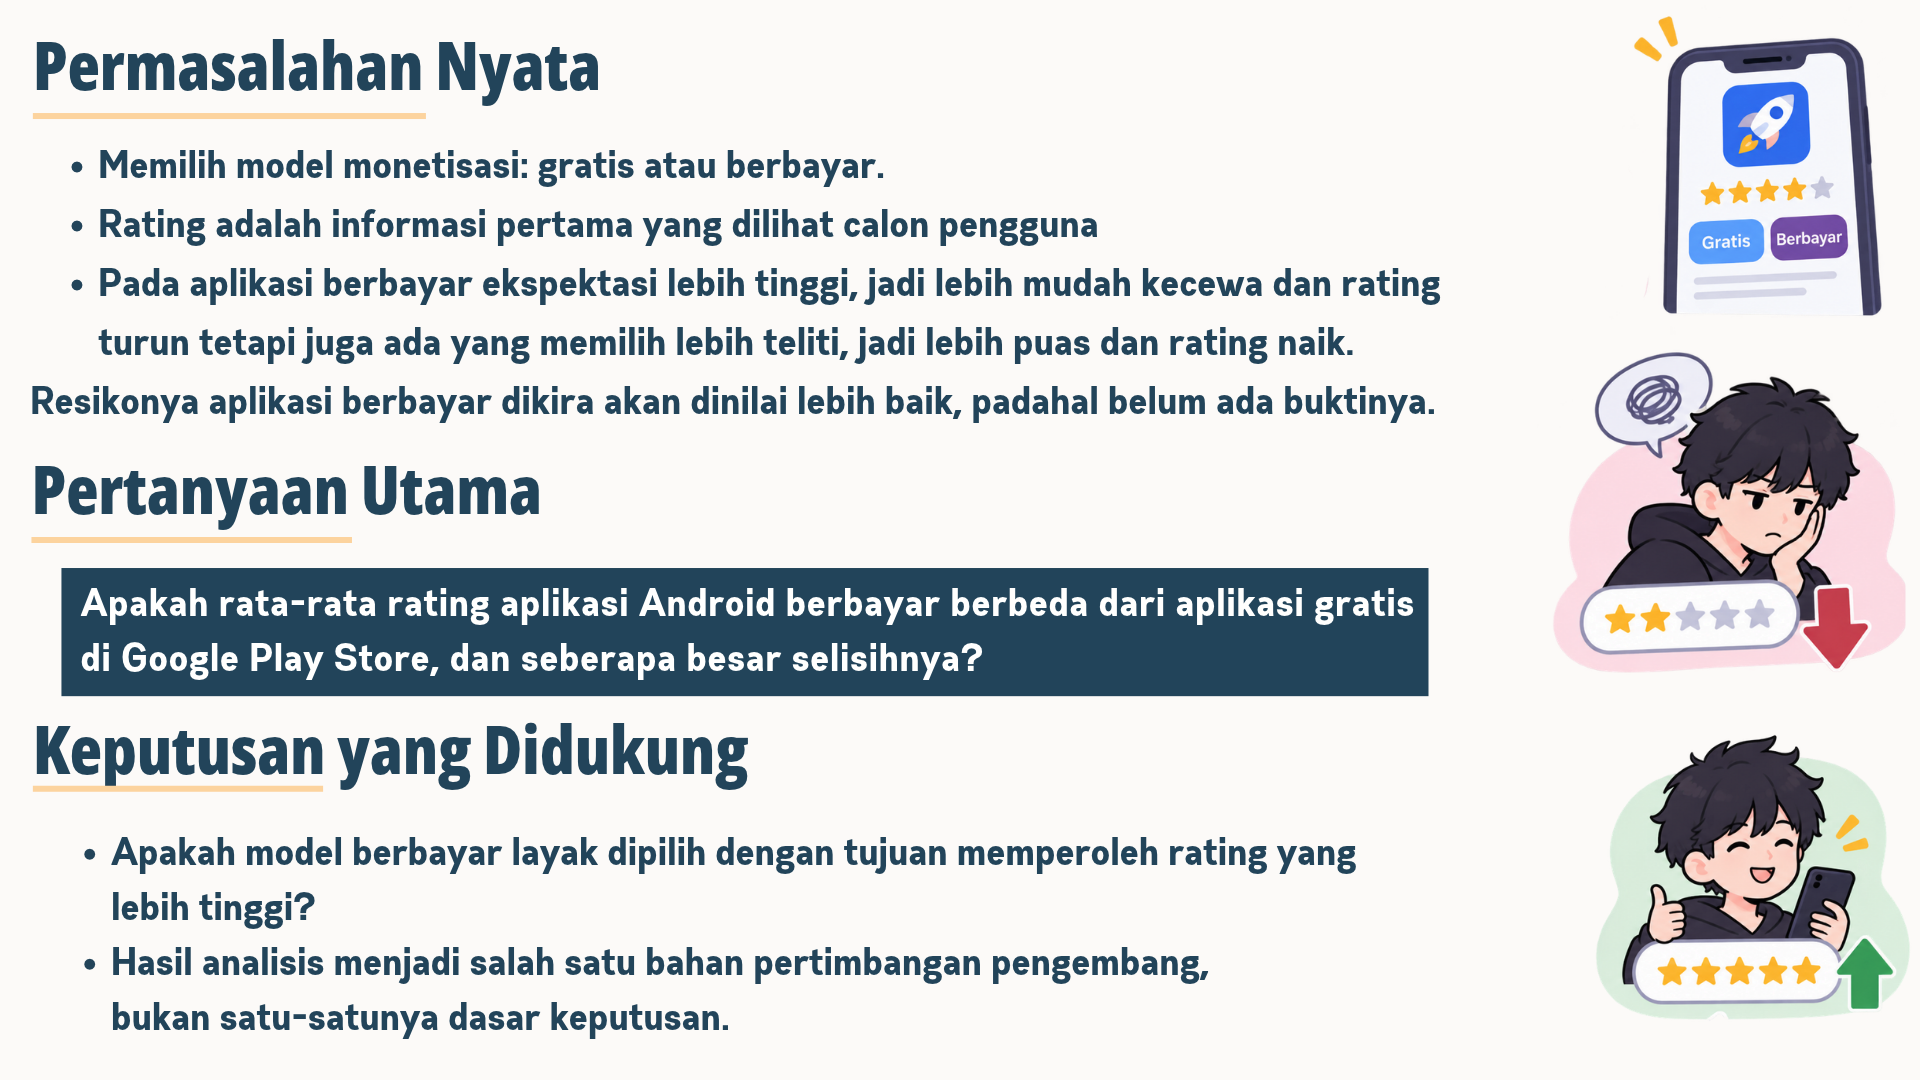 Permasalahan Nyata
• Memilih model monetisasi: gratis atau berbayar.
• Rating adalah informasi pertama yang dilihat calon pengguna
• Pada aplikasi berbayar ekspektasi lebih tinggi, jadi lebih mudah kecewa dan rating
turun tetapi juga ada yang memilih lebih teliti, jadi lebih puas dan rating naik.
Resikonya aplikasi berbayar dikira akan dinilai lebih baik, padahal belum ada buktinya.
Gratis
Berbayar
Pertanyaan Utama
Apakah rata-rata rating aplikasi Android berbayar berbeda dari aplikasi gratis
di Google Play Store, dan seberapa besar selisihnya?
Keputusan yang Didukung
• Apakah model berbayar layak dipilih dengan tujuan memperoleh rating yang
lebih tinggi?
• Hasil analisis menjadi salah satu bahan pertimbangan pengembang,
bukan satu-satunya dasar keputusan.